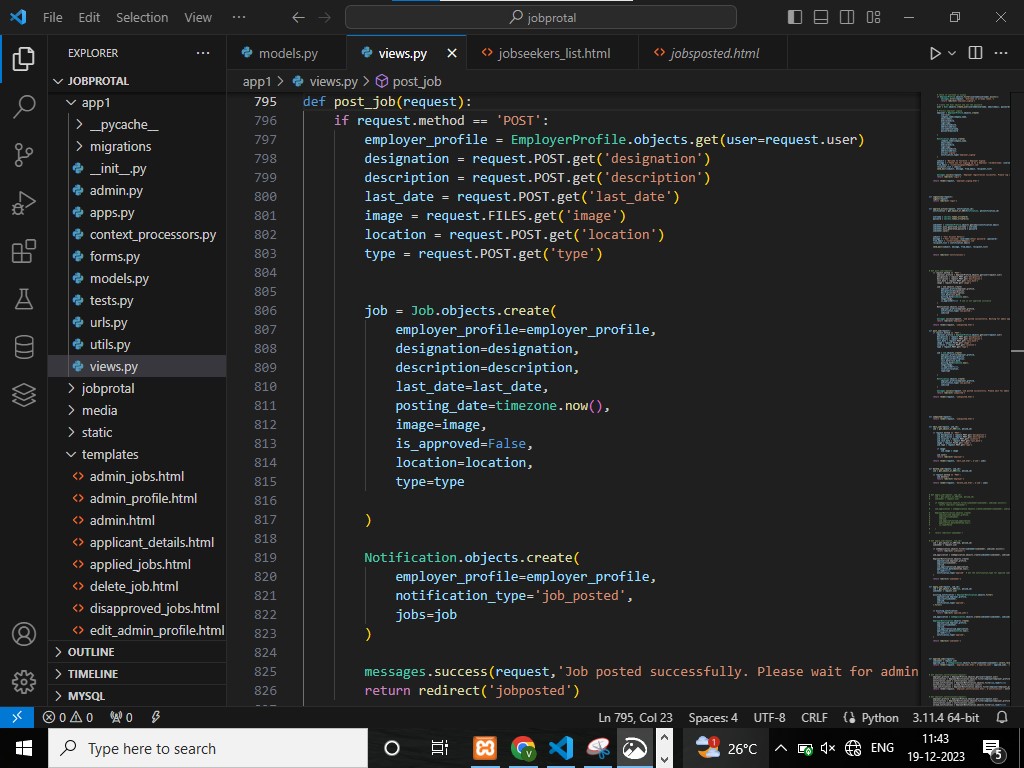 File Edit Selection View ··· jobprotal
EXPLORER ···
models.py views.py jobseekers_list.html jobsposted.html
JOBPROTAL
app1 > views.py > post_job
app1
__pycache__
migrations
__init__.py
admin.py
apps.py
context_processors.py
forms.py
models.py
tests.py
urls.py
utils.py
views.py
jobprotal
media
static
templates
admin_jobs.html
admin_profile.html
admin.html
applicant_details.html
applied_jobs.html
delete_job.html
disapproved_jobs.html
edit_admin_profile.html
OUTLINE
TIMELINE
MYSQL
795 def post_job(request):
796 if request.method == 'POST':
797 employer_profile = EmployerProfile.objects.get(user=request.user)
798 designation = request.POST.get('designation')
799 description = request.POST.get('description')
800 last_date = request.POST.get('last_date')
801 image = request.FILES.get('image')
802 location = request.POST.get('location')
803 type = request.POST.get('type')
804
805
806 job = Job.objects.create(
807 employer_profile=employer_profile,
808 designation=designation,
809 description=description,
810 last_date=last_date,
811 posting_date=timezone.now(),
812 image=image,
813 is_approved=False,
814 location=location,
815 type=type
816
817 )
818
819 Notification.objects.create(
820 employer_profile=employer_profile,
821 notification_type='job_posted',
822 jobs=job
823 )
824
825 messages.success(request,'Job posted successfully. Please wait for admin
826 return redirect('jobposted')
0 0 0 Ln 795, Col 23 Spaces: 4 UTF-8 CRLF Python 3.11.4 64-bit
Type here to search 26°C ENG 11:43 19-12-2023 5